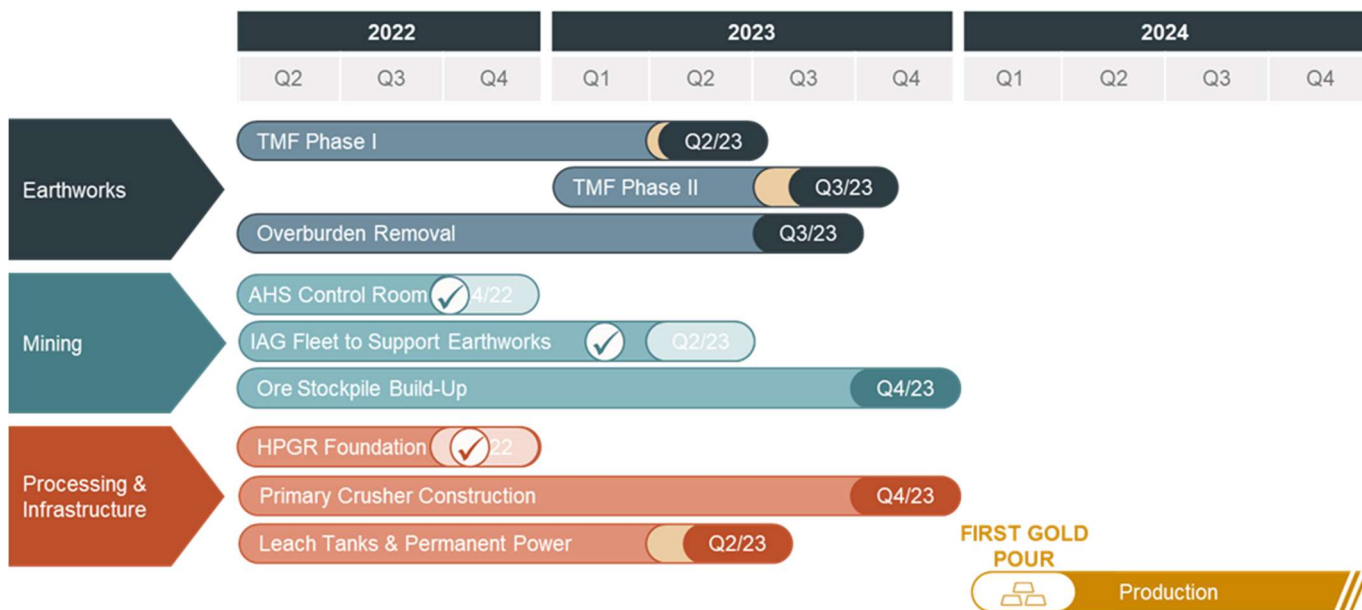 2022 2023 2024
Q2 Q3 Q4 Q1 Q2 Q3 Q4 Q1 Q2 Q3 Q4
Earthworks
TMF Phase I Q2/23
TMF Phase II Q3/23
Overburden Removal Q3/23
Mining
AHS Control Room 4/22
IAG Fleet to Support Earthworks Q2/23
Ore Stockpile Build-Up Q4/23
Processing &
Infrastructure
HPGR Foundation 22
Primary Crusher Construction Q4/23
Leach Tanks & Permanent Power Q2/23
FIRST GOLD
POUR
Production